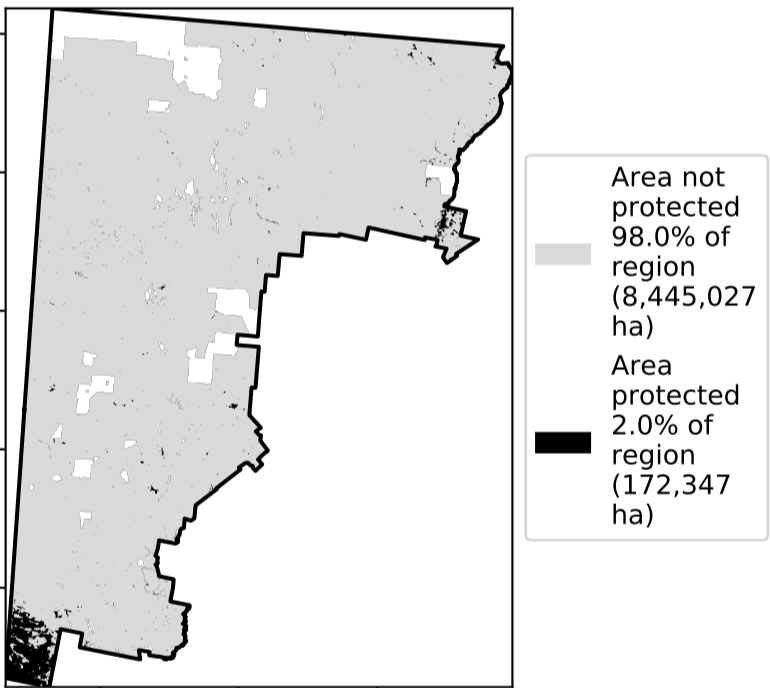 Area not
protected
98.0% of
region
(8,445,027
ha)
Area
protected
2.0% of
region
(172,347
ha)